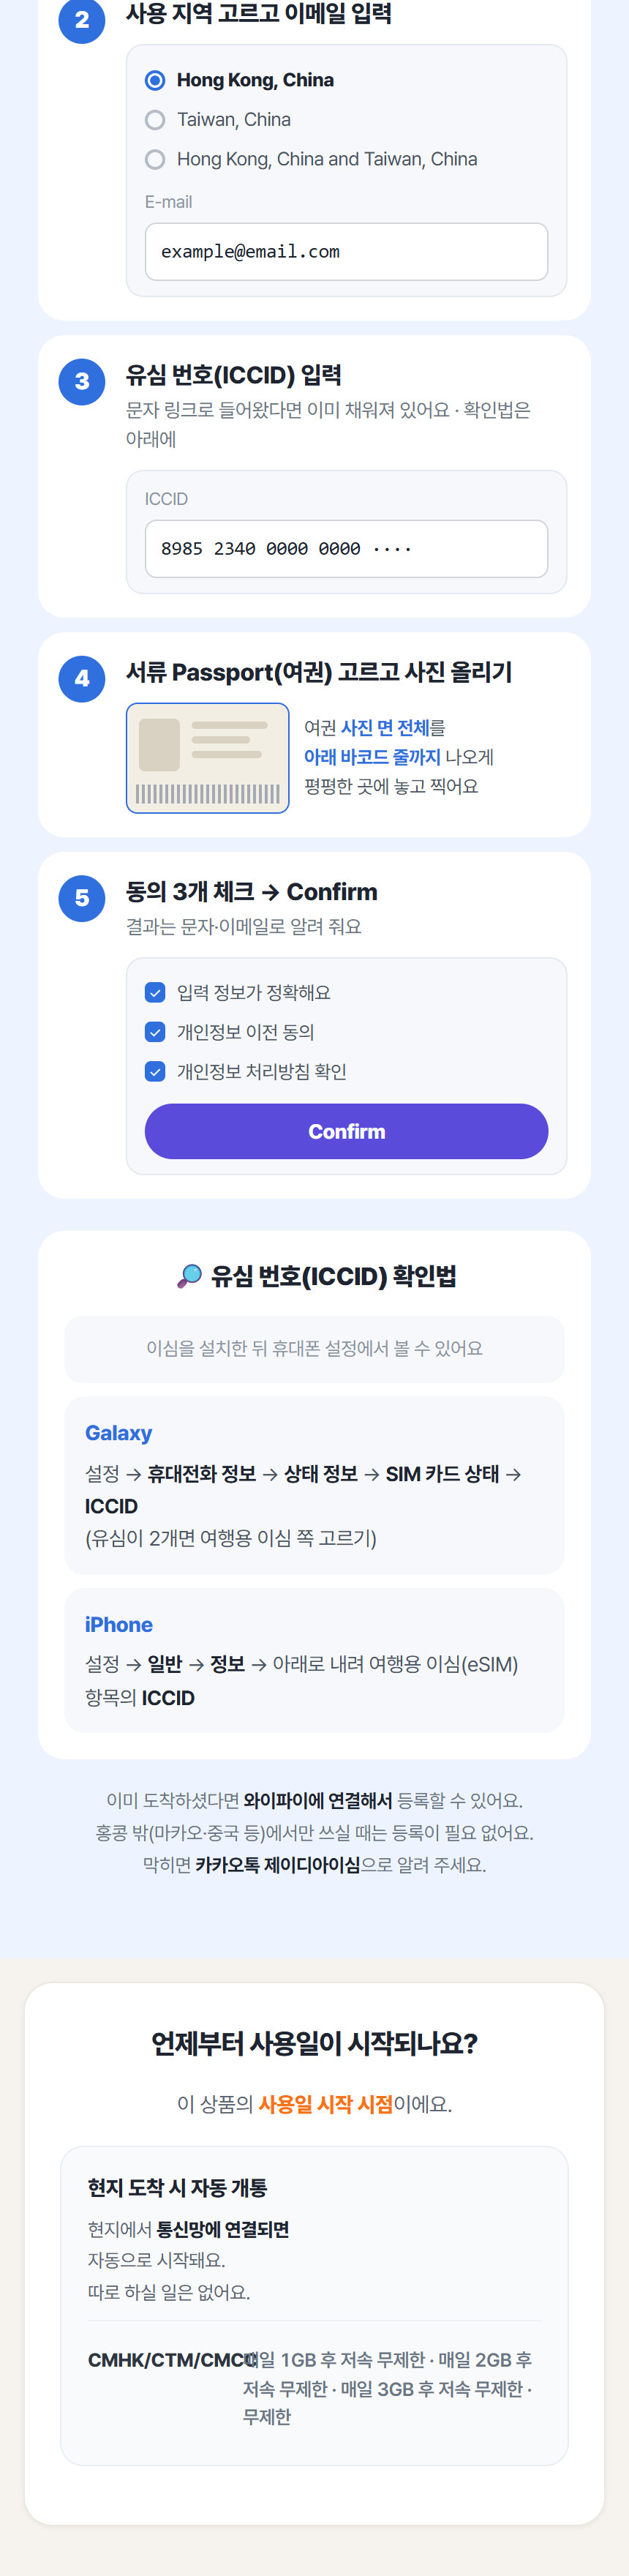 2
사용 지역 고르고 이메일 입력
Hong Kong, China
Taiwan, China
Hong Kong, China and Taiwan, China
E-mail
example@email.com
3
유심 번호(ICCID) 입력
문자 링크로 들어왔다면 이미 채워져 있어요 · 확인법은
아래에
ICCID
8985 2340 0000 0000 ····
4
서류 Passport(여권) 고르고 사진 올리기
여권 사진 면 전체를
아래 바코드 줄까지 나오게
평평한 곳에 놓고 찍어요
5
동의 3개 체크 → Confirm
결과는 문자·이메일로 알려 줘요
입력 정보가 정확해요
개인정보 이전 동의
개인정보 처리방침 확인
Confirm
유심 번호(ICCID) 확인법
이심을 설치한 뒤 휴대폰 설정에서 볼 수 있어요
Galaxy
설정 → 휴대전화 정보 → 상태 정보 → SIM 카드 상태 →
ICCID
(유심이 2개면 여행용 이심 쪽 고르기)
iPhone
설정 → 일반 → 정보 → 아래로 내려 여행용 이심(eSIM)
항목의 ICCID
이미 도착하셨다면 와이파이에 연결해서 등록할 수 있어요.
홍콩 밖(마카오·중국 등)에서만 쓰실 때는 등록이 필요 없어요.
막히면 카카오톡 제이디아이심으로 알려 주세요.
언제부터 사용일이 시작되나요?
이 상품의 사용일 시작 시점이에요.
현지 도착 시 자동 개통
현지에서 통신망에 연결되면
자동으로 시작돼요.
따로 하실 일은 없어요.
매일 1GB 후 저속 무제한 · 매일 2GB 후
저속 무제한 · 매일 3GB 후 저속 무제한 ·
무제한